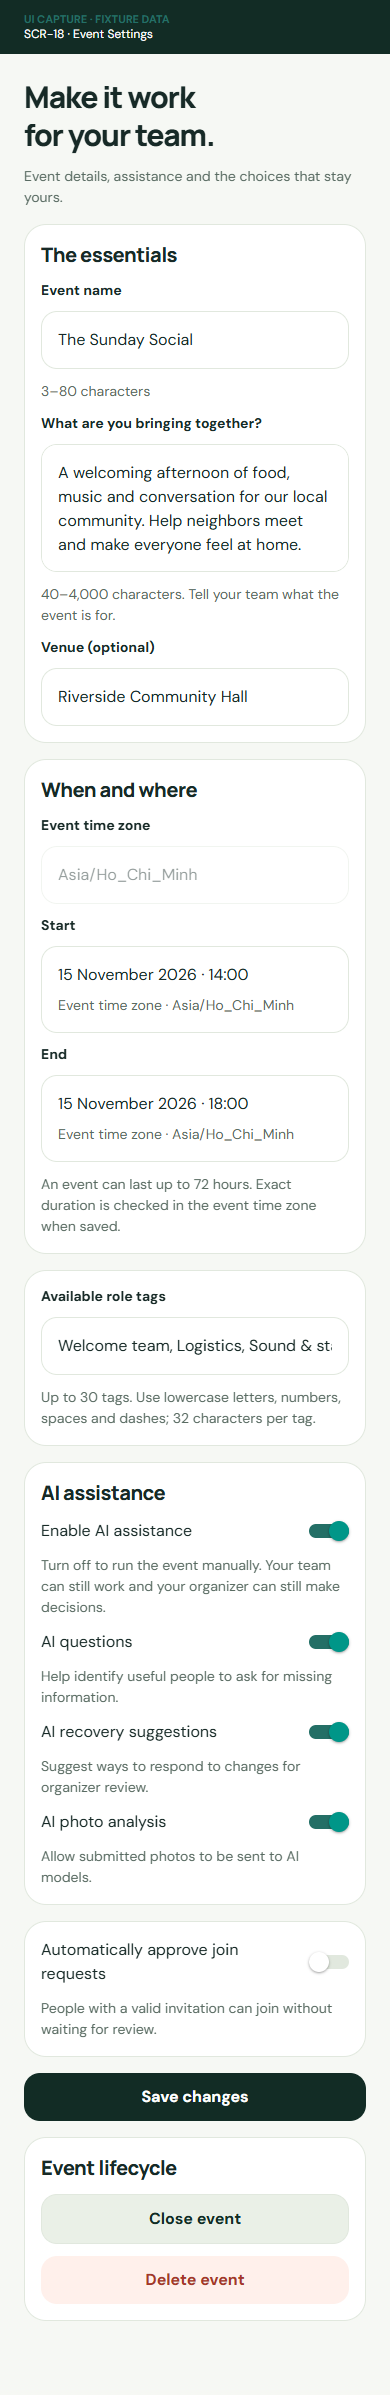 UI CAPTURE · FIXTURE DATA
SCR-18 · Event Settings
Make it work
for your team.
Event details, assistance and the choices that stay
yours.
The essentials
Event name
The Sunday Social
3–80 characters
What are you bringing together?
A welcoming afternoon of food,
music and conversation for our local
community. Help neighbors meet
and make everyone feel at home.
40–4,000 characters. Tell your team what the
event is for.
Venue (optional)
Riverside Community Hall
When and where
Event time zone
Asia/Ho_Chi_Minh
Start
15 November 2026 · 14:00
Event time zone · Asia/Ho_Chi_Minh
End
15 November 2026 · 18:00
Event time zone · Asia/Ho_Chi_Minh
An event can last up to 72 hours. Exact
duration is checked in the event time zone
when saved.
Available role tags
Welcome team, Logistics, Sound &
Up to 30 tags. Use lowercase letters, numbers,
spaces and dashes; 32 characters per tag.
AI assistance
Enable AI assistance
Turn off to run the event manually. Your team
can still work and your organizer can still make
decisions.
AI questions
Help identify useful people to ask for missing
information.
AI recovery suggestions
Suggest ways to respond to changes for
organizer review.
AI photo analysis
Allow submitted photos to be sent to AI
models.
Automatically approve join
requests
People with a valid invitation can join without
waiting for review.
Save changes
Event lifecycle
Close event
Delete event